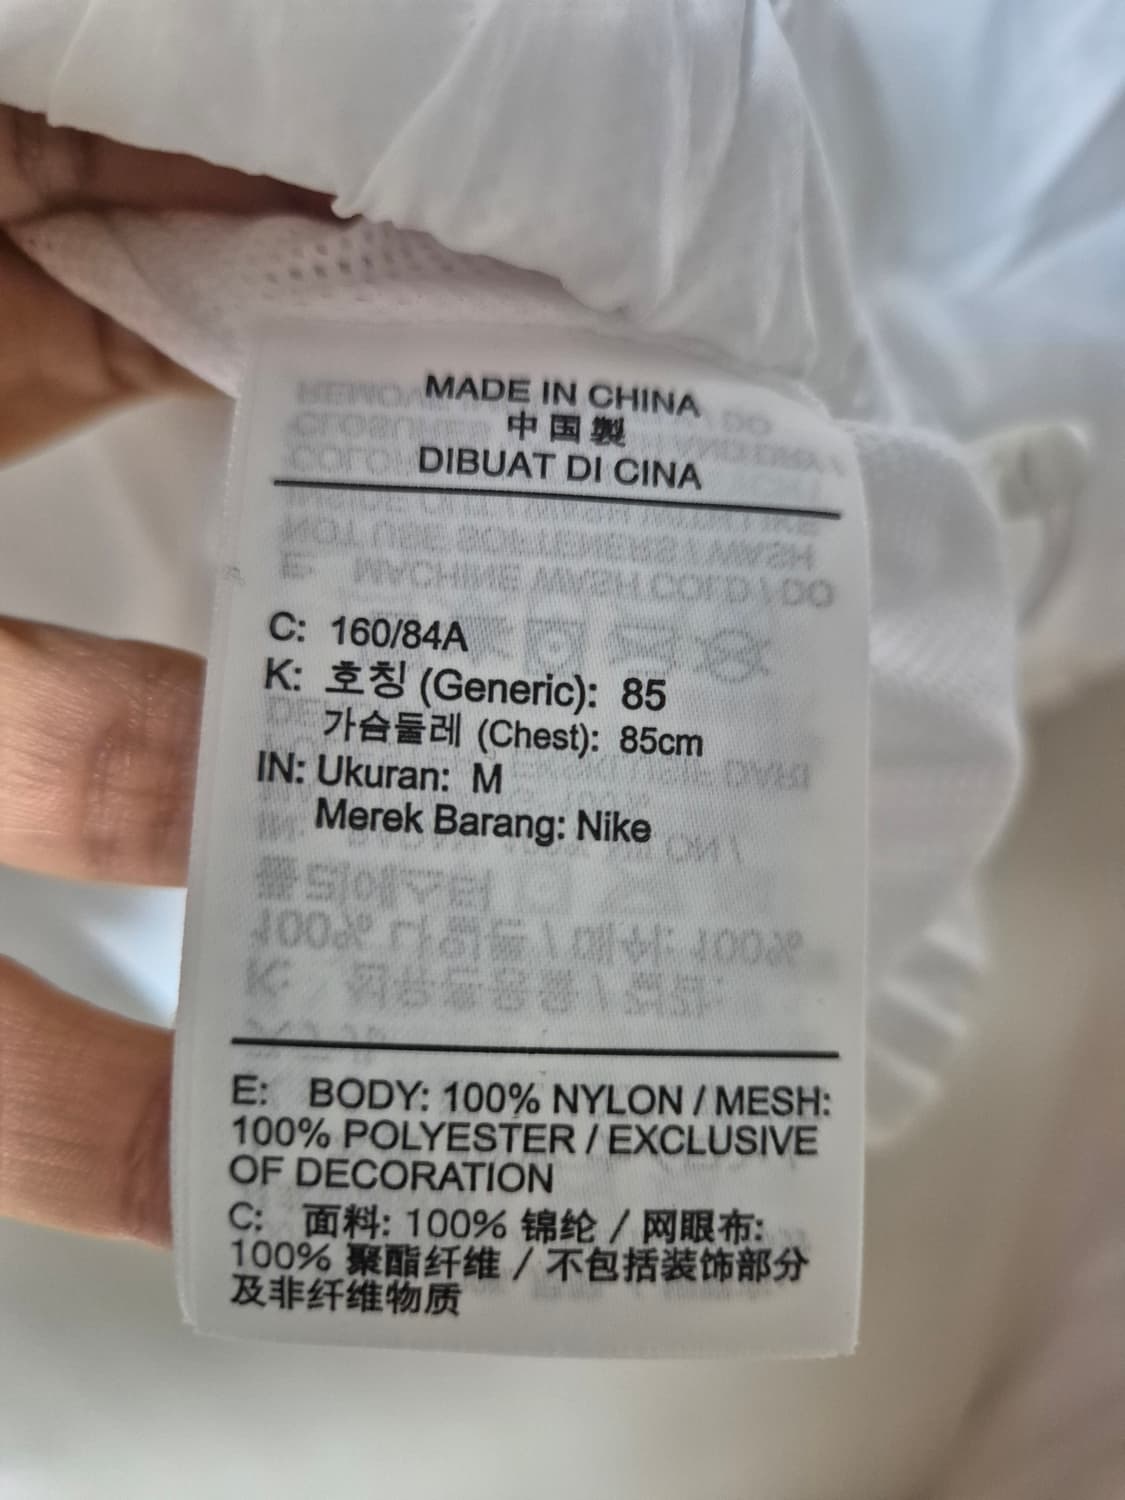 MADE IN CHINA
中国製
DIBUAT DI CINA
C: 160/84A
K: 호칭 (Generic): 85
가슴둘레 (Chest): 85cm
IN: Ukuran: M
Merek Barang: Nike
E: BODY: 100% NYLON / MESH:
100% POLYESTER / EXCLUSIVE
OF DECORATION
C: 面料: 100% 锦纶 / 网眼布:
100% 聚酯纤维 / 不包括装饰部分
及非纤维物质